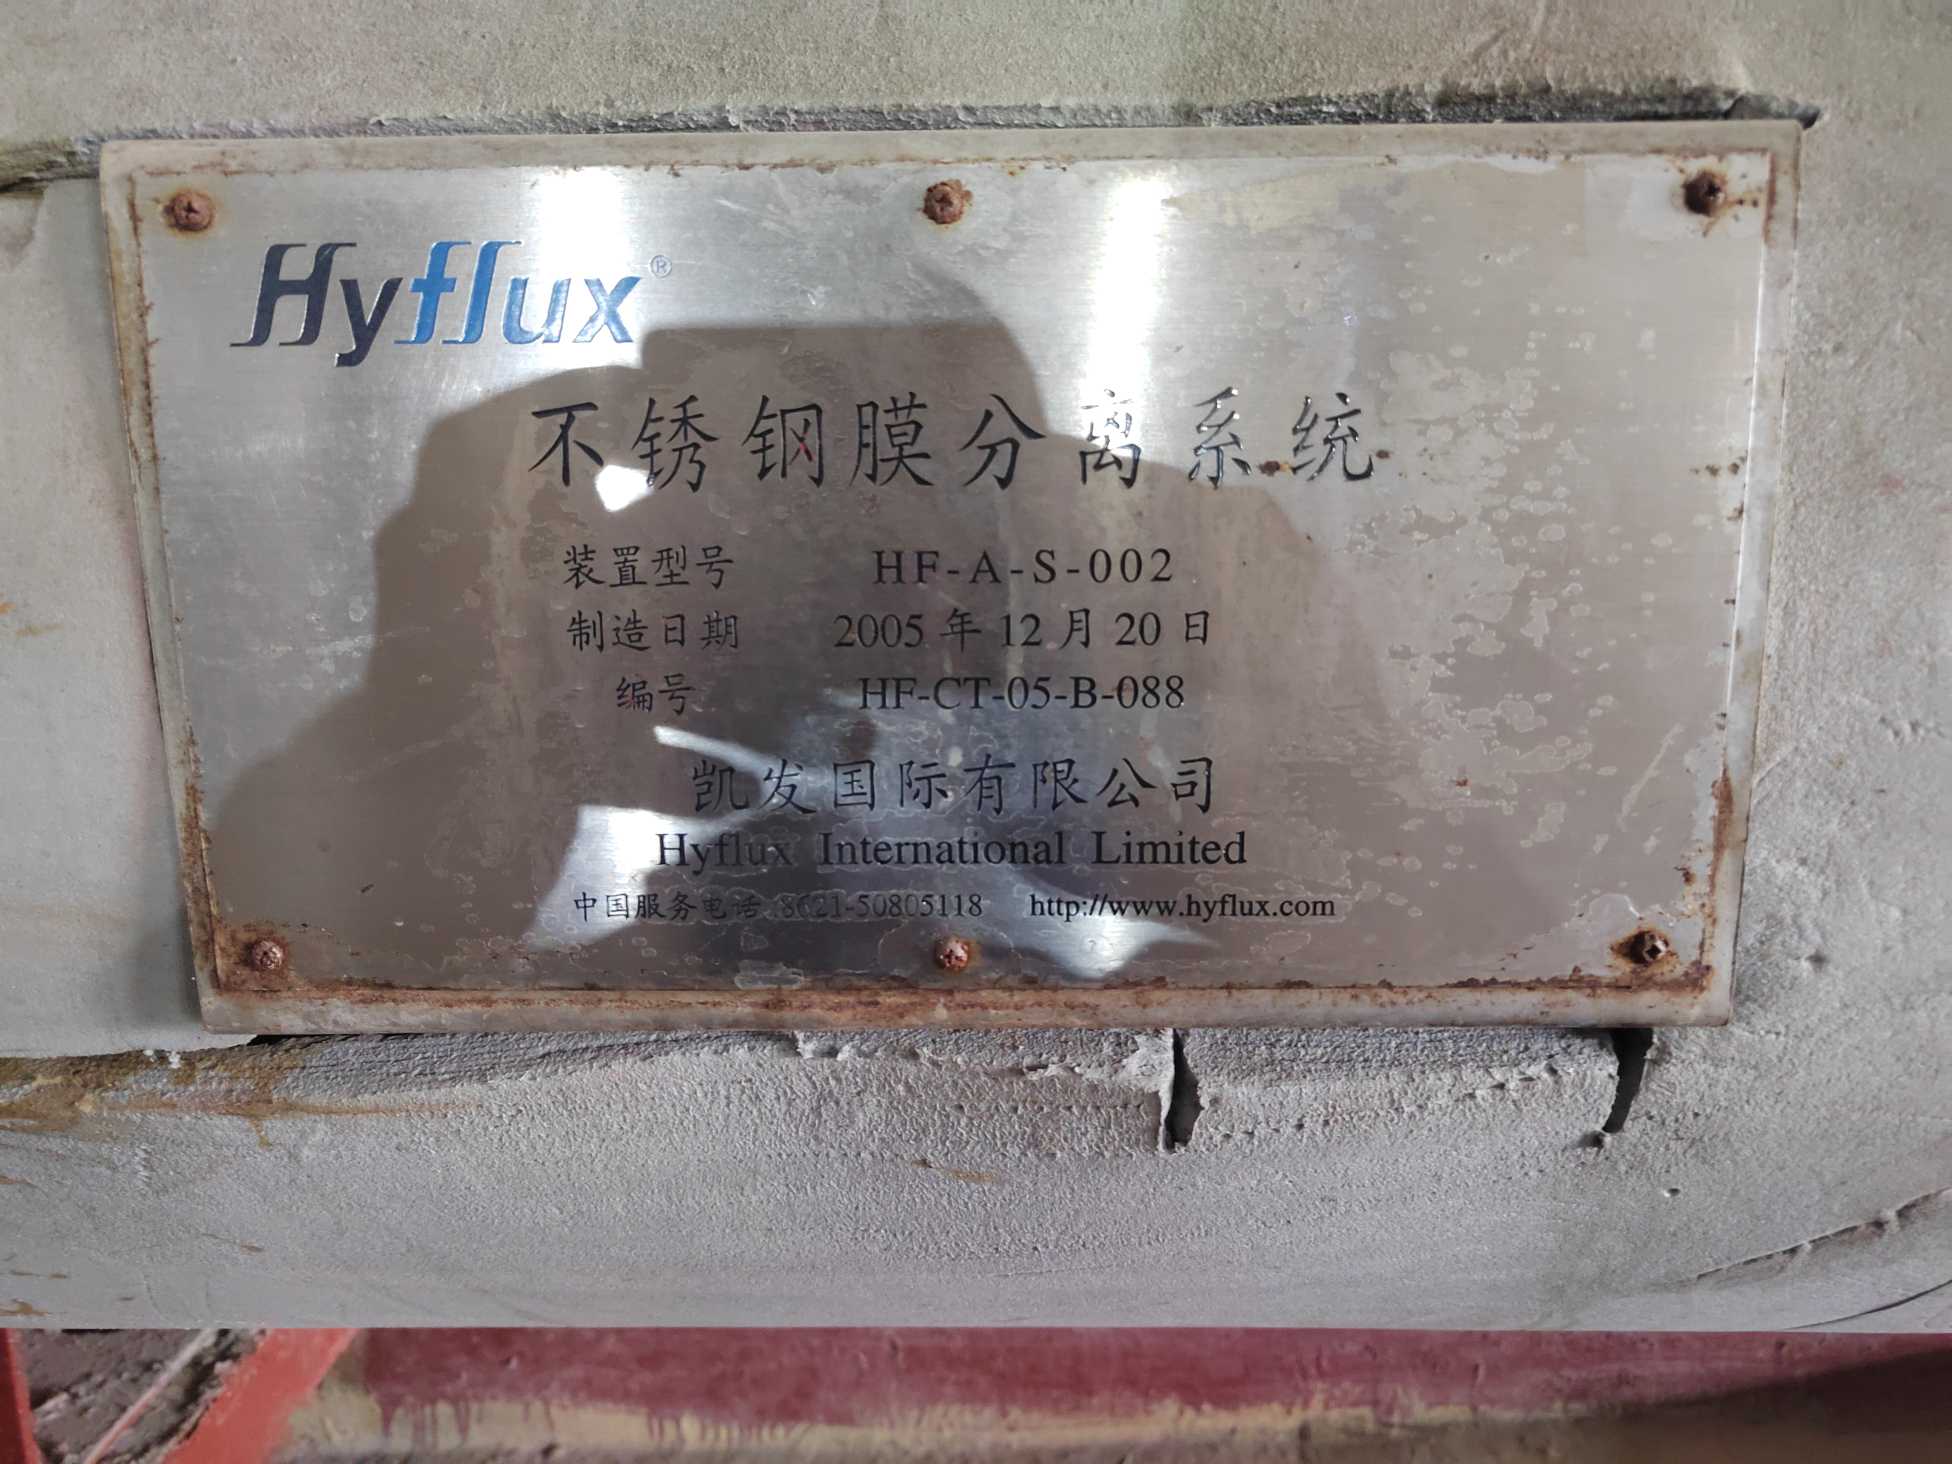 Hyflux®
不锈钢膜分离系统
装置型号 HF-A-S-002
制造日期 2005年12月20日
编号 HF-CT-05-B-088
凯发国际有限公司
Hyflux International Limited
中国服务电话:8621-50805118 http://www.hyflux.com